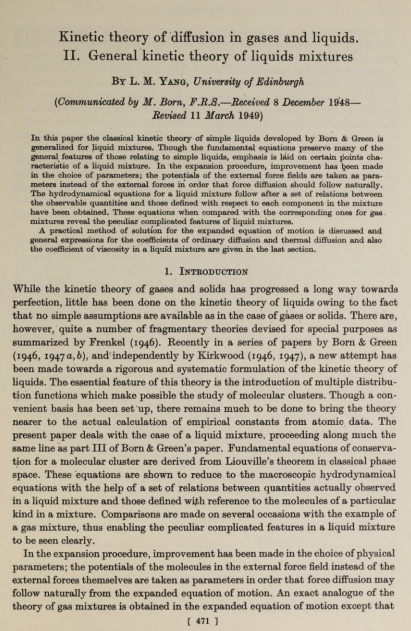 Kinetic theory of diffusion in gases and liquids.
II. General kinetic theory of liquids mixtures
By L. M. Yang, University of Edinburgh
(Communicated by M. Born, F.R.S.—Received 8 December 1948—
Revised 11 March 1949)
In this paper the classical kinetic theory of simple liquids developed by Born & Green is
generalized for liquid mixtures. Though the fundamental equations preserve many of the
general features of those relating to simple liquids, emphasis is laid on certain points cha-
racteristic of a liquid mixture. In the expansion procedure, improvement has been made
in the choice of parameters; the potentials of the external forces are taken as para-
meters instead of the external forces in order that force diffusion should follow naturally.
The hydrodynamical equations for a liquid mixture follow after a set of relations between
the observable quantities and those defined with respect to each component in the mixture
have been obtained. These equations when compared with the corresponding ones for gas
mixtures reveal the peculiar complicated features of liquid mixtures.
A practical method of solution for the expanded equation of motion is discussed and
general expressions for the coefficients of ordinary diffusion and thermal diffusion and also
the coefficient of viscosity in a liquid mixture are given in the last section.
1. Introduction
While the kinetic theory of gases and solids has progressed a long way towards
perfection, little has been done on the kinetic theory of liquids owing to the fact
that no simple assumptions are available as in the case of gases or solids. There are,
however, quite a number of fragmentary theories devised for special purposes as
summarized by Frenkel (1946). Recently in a series of papers by Born & Green
(1946, 1947 a, b), and independently by Kirkwood (1946, 1947), a new attempt has
been made towards a rigorous and systematic formulation of the kinetic theory of
liquids. The essential feature of this theory is the introduction of multiple distribu-
tion functions which make possible the study of molecular clusters. Though a con-
venient basis has been set up, there remains much to be done to bring the theory
nearer to the actual calculation of empirical constants from atomic data. The
present paper deals with the case of a liquid mixture, proceeding along much the
same line as part III of Born & Green's paper. Fundamental equations of conserva-
tion for a molecular cluster are derived from Liouville's theorem in classical phase
space. These equations are shown to reduce to the macroscopic hydrodynamical
equations with the help of a set of relations between quantities actually observed
in a liquid mixture and those defined with reference to the molecules of a particular
kind in a mixture. Comparisons are made on several occasions with the example of
a gas mixture, thus enabling the peculiar complicated features in a liquid mixture
to be seen clearly.
In the expansion procedure, improvement has been made in the choice of physical
parameters; the potentials of the molecules in the external force field instead of the
external forces themselves are taken as parameters in order that force diffusion may
follow naturally from the expanded equation of motion. An exact analogue of the
theory of gas mixtures is obtained in the expanded equation of motion except that
[ 471 ]